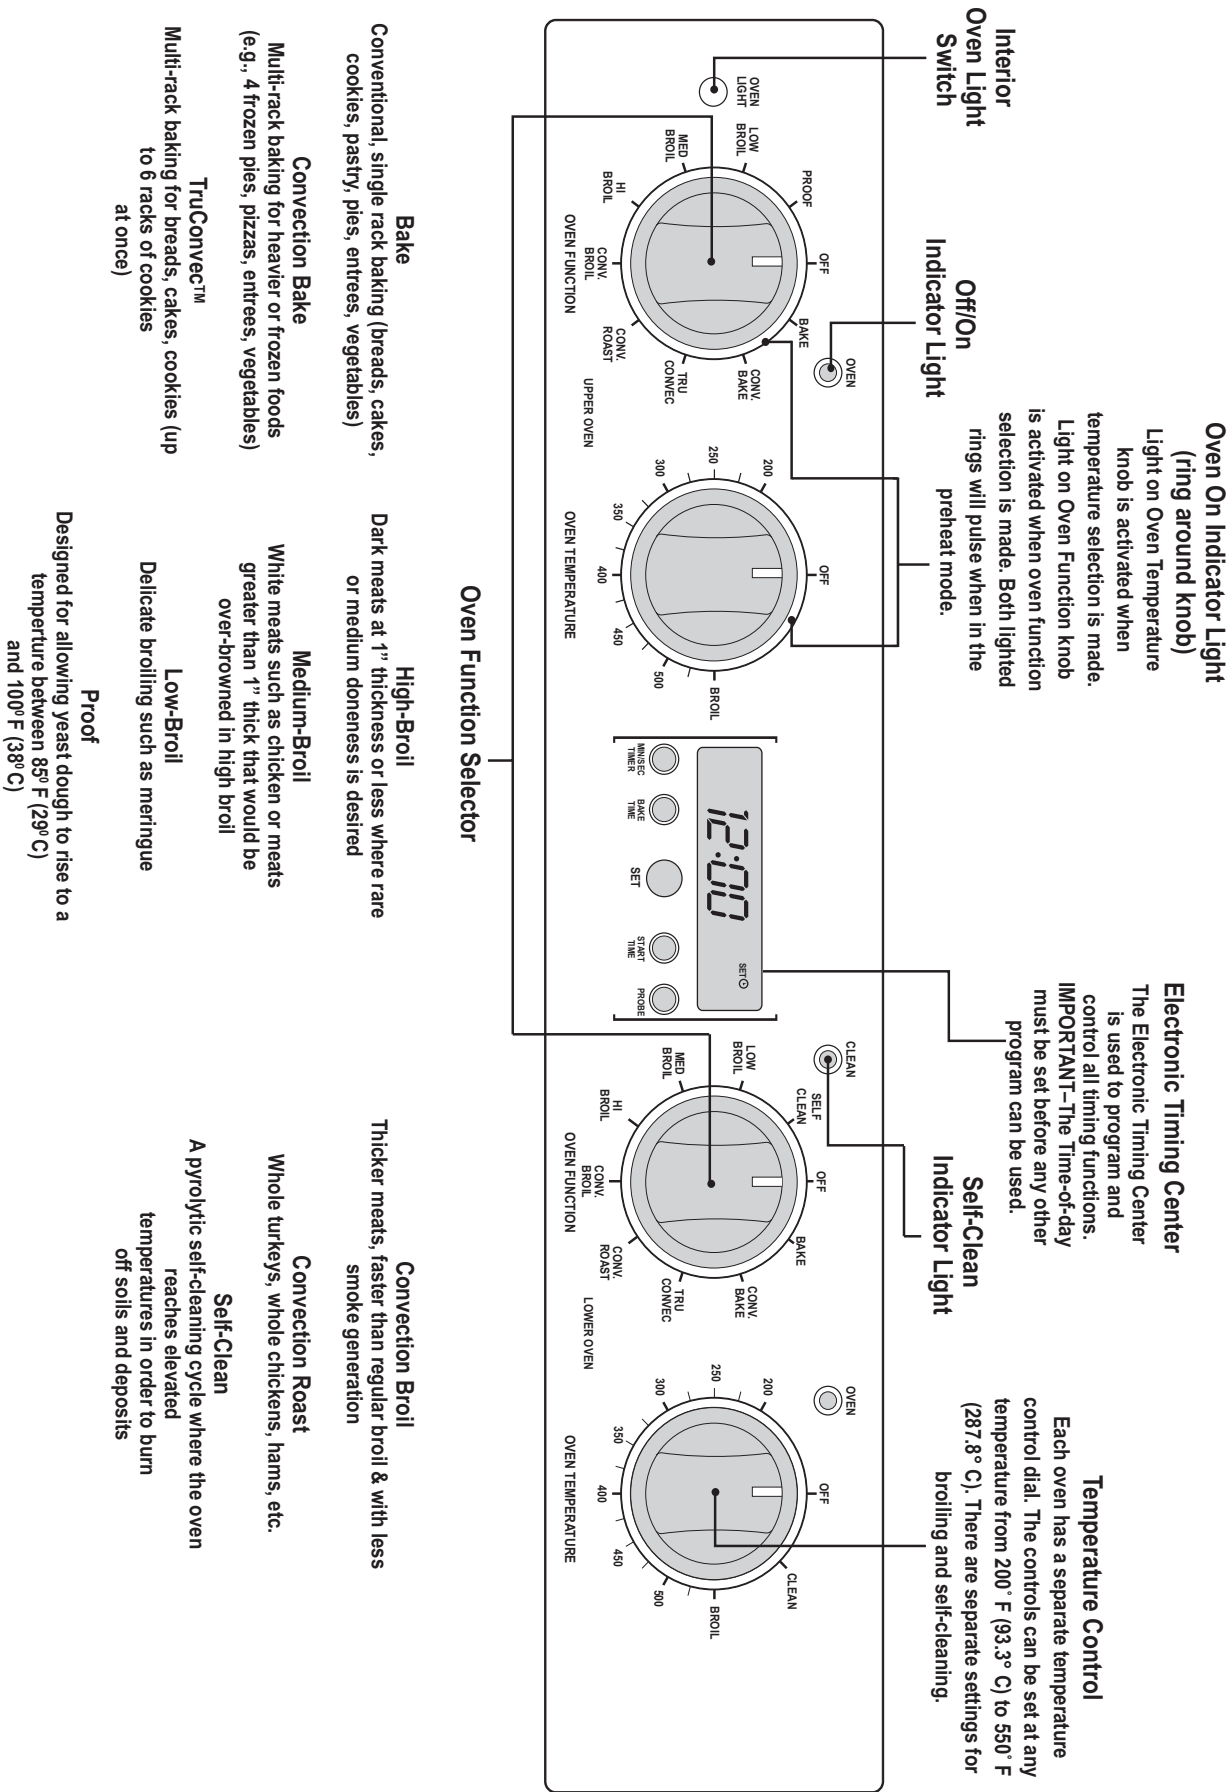 Interior
Oven Light
Switch
Off/On
Indicator Light
Oven On Indicator Light
(ring around knob)
Light on Oven Temperature
knob is activated when
temperature selection is made.
Light on Oven Function knob
is activated when oven function
selection is made. Both lighted
rings will pulse when in the
preheat mode.
Electronic Timing Center
The Electronic Timing Center
is used to program and
control all timing functions.
IMPORTANT–The Time-of-day
must be set before any other
program can be used.
Self-Clean
Indicator Light
Temperature Control
Each oven has a separate temperature
control dial. The controls can be set at any
temperature from 200° F (93.3° C) to 550° F
(287.8° C). There are separate settings for
broiling and self-cleaning.
OVEN
LIGHT
OFF
BAKE
CONV.
BAKE
TRU
CONVEC
CONV.
ROAST
CONV.
BROIL
HI
BROIL
MED
BROIL
LOW
BROIL
PROOF
OVEN FUNCTION
OVEN
UPPER OVEN
OFF
200
250
300
350
400
450
500
BROIL
OVEN TEMPERATURE
12:00
SET
MIN/SEC
TIMER
BAKE
TIME
SET
START
TIME
PROBE
CLEAN
OFF
BAKE
CONV.
BAKE
TRU
CONVEC
CONV.
ROAST
CONV.
BROIL
HI
BROIL
MED
BROIL
LOW
BROIL
SELF
CLEAN
OVEN FUNCTION
LOWER OVEN
OVEN
OFF
200
250
300
350
400
450
500
BROIL
CLEAN
OVEN TEMPERATURE
Oven Function Selector
Bake
Conventional, single rack baking (breads, cakes,
cookies, pastry, pies, entrees, vegetables)
Convection Bake
Multi-rack baking for heavier or frozen foods
(e.g., 4 frozen pies, pizzas, entrees, vegetables)
TruConvec™
Multi-rack baking for breads, cakes, cookies (up
to 6 racks of cookies
at once)
High-Broil
Dark meats at 1” thickness or less where rare
or medium doneness is desired
Medium-Broil
White meats such as chicken or meats
greater than 1” thick that would be
over-browned in high broil
Low-Broil
Delicate broiling such as meringue
Proof
Designed for allowing yeast dough to rise to a
temperture between 85⁰ F (29⁰ C)
and 100⁰ F (38⁰ C)
Convection Broil
Thicker meats, faster than regular broil & with less
smoke generation
Convection Roast
Whole turkeys, whole chickens, hams, etc.
Self-Clean
A pyrolytic self-cleaning cycle where the oven
reaches elevated
temperatures in order to burn
off soils and deposits